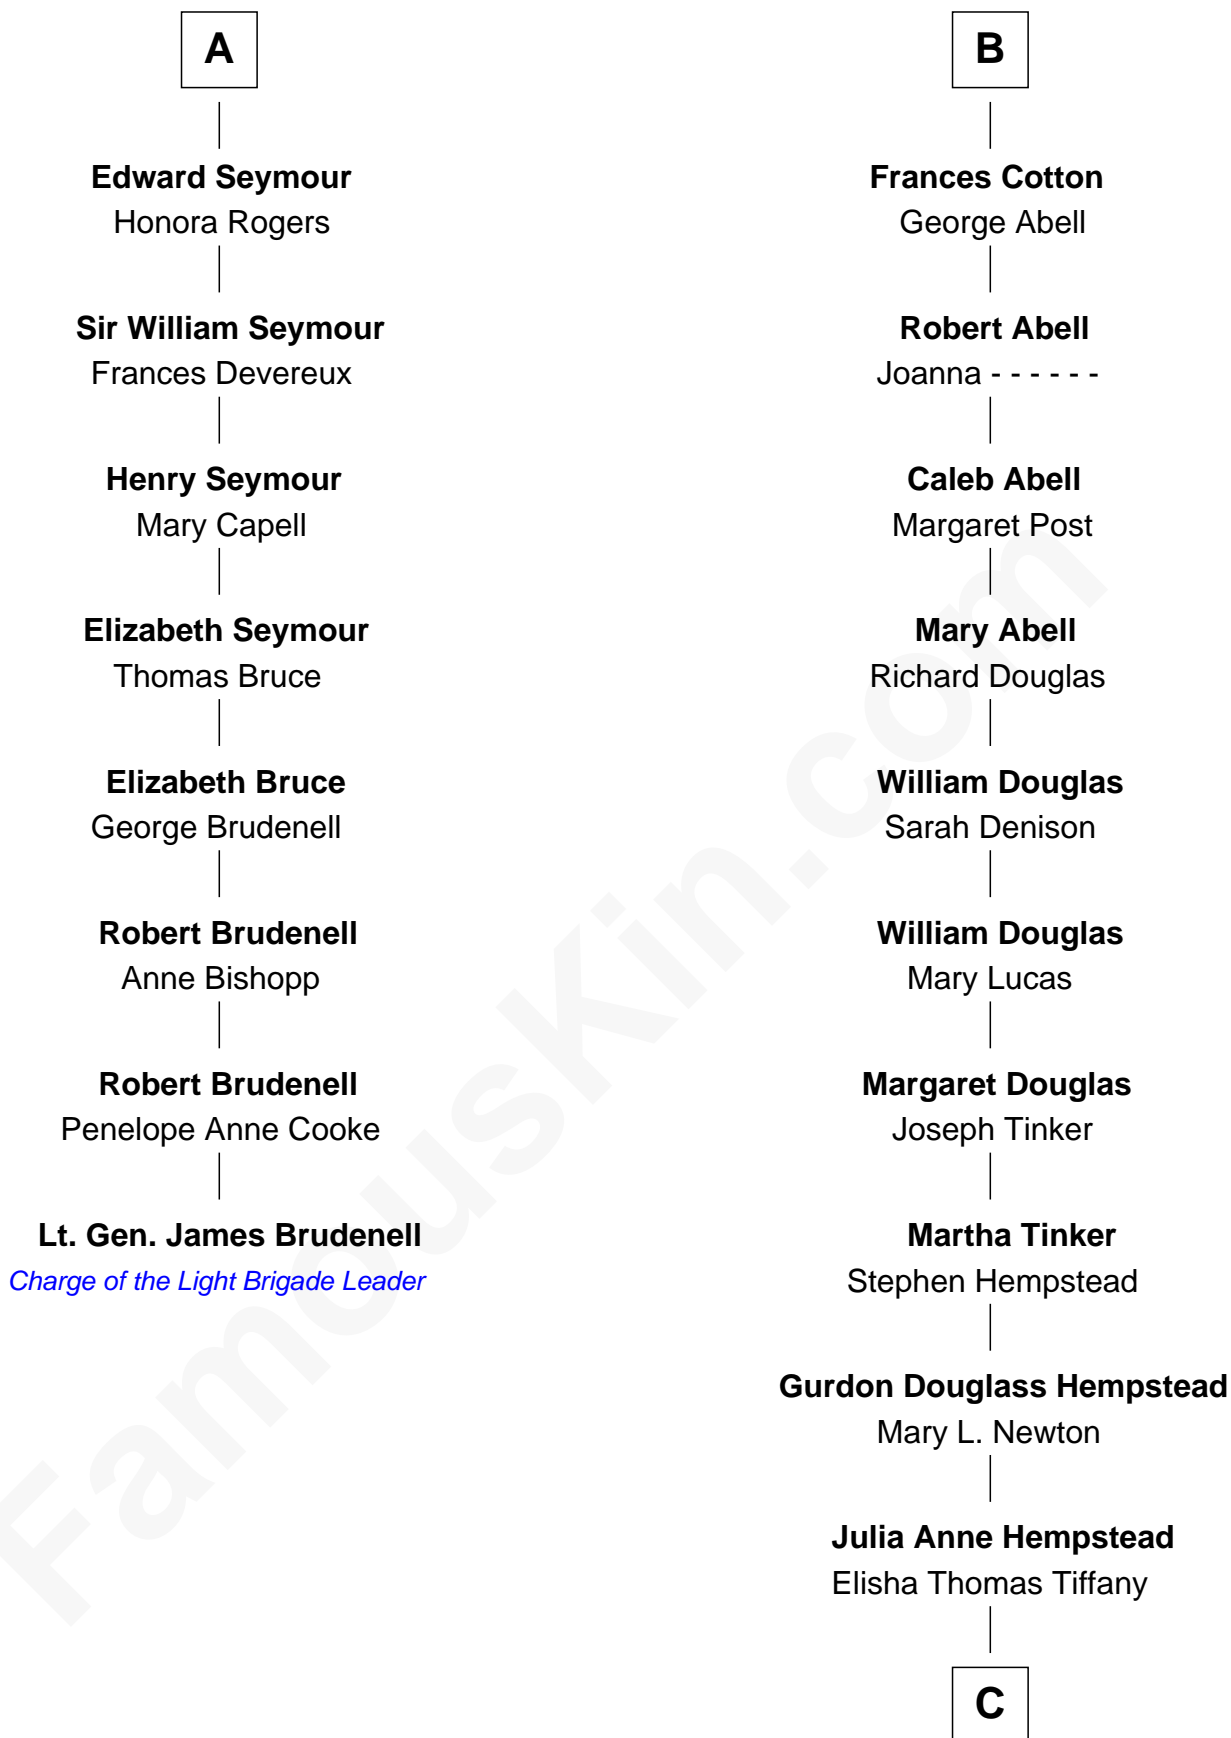 A
Edward Seymour
Honora Rogers
Sir William Seymour
Frances Devereux
Henry Seymour
Mary Capell
Elizabeth Seymour
Thomas Bruce
Elizabeth Bruce
George Brudenell
Robert Brudenell
Anne Bishopp
Robert Brudenell
Penelope Anne Cooke
Lt. Gen. James Brudenell
Charge of the Light Brigade Leader
B
Frances Cotton
George Abell
Robert Abell
Joanna - - - - - -
Caleb Abell
Margaret Post
Mary Abell
Richard Douglas
William Douglas
Sarah Denison
William Douglas
Mary Lucas
Margaret Douglas
Joseph Tinker
Martha Tinker
Stephen Hempstead
Gurdon Douglass Hempstead
Mary L. Newton
Julia Anne Hempstead
Elisha Thomas Tiffany
C
FamousKin.com